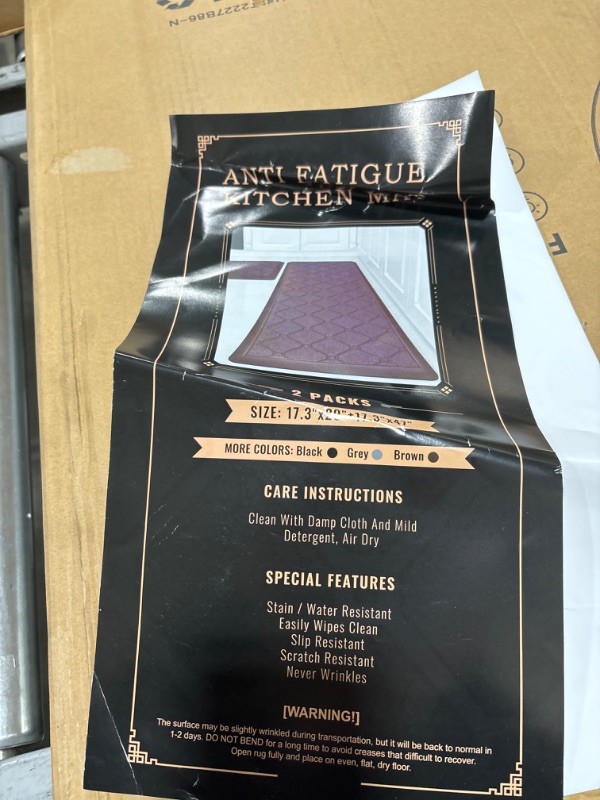 ANTI FATIGUE
KITCHEN
2 PACKS
SIZE: 17.3"x29"+17.3"x47"
MORE COLORS: Black Grey Brown
CARE INSTRUCTIONS
Clean With Damp Cloth And Mild
Detergent, Air Dry
SPECIAL FEATURES
Stain / Water Resistant
Easily Wipes Clean
Slip Resistant
Scratch Resistant
Never Wrinkles
[WARNING!]
The surface may be slightly wrinkled during transportation, but it will be back to normal in
1-2 days. DO NOT BEND for a long time to avoid creases that difficult to recover.
Open rug fully and place on even, flat, dry floor.
F